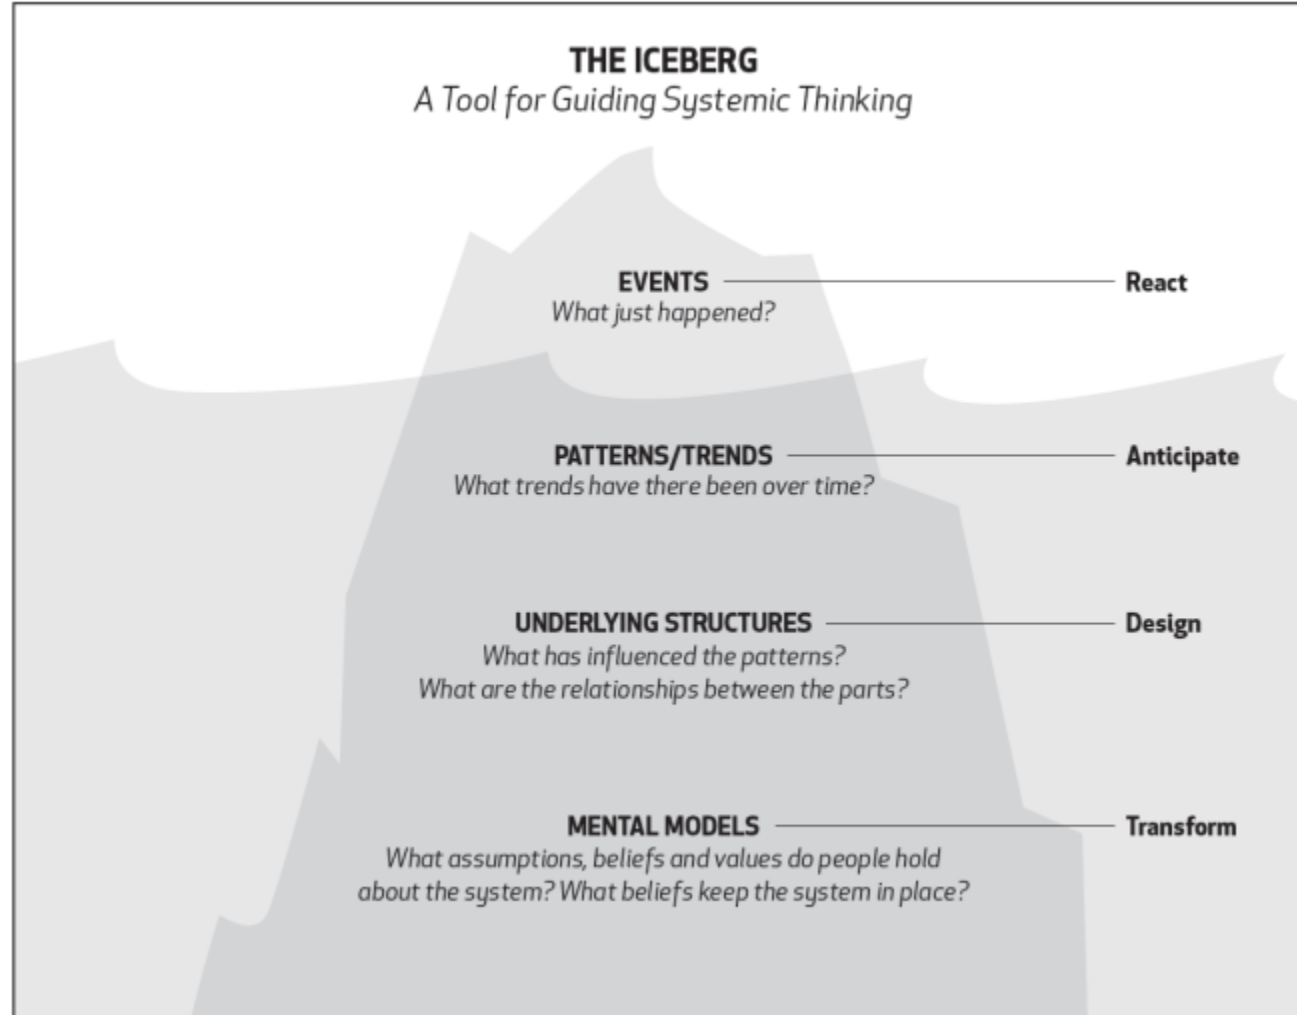 THE ICEBERG
A Tool for Guiding Systemic Thinking
EVENTS React
What just happened?
PATTERNS/TRENDS Anticipate
What trends have there been over time?
UNDERLYING STRUCTURES Design
What has influenced the patterns?
What are the relationships between the parts?
MENTAL MODELS Transform
What assumptions, beliefs and values do people hold
about the system? What beliefs keep the system in place?